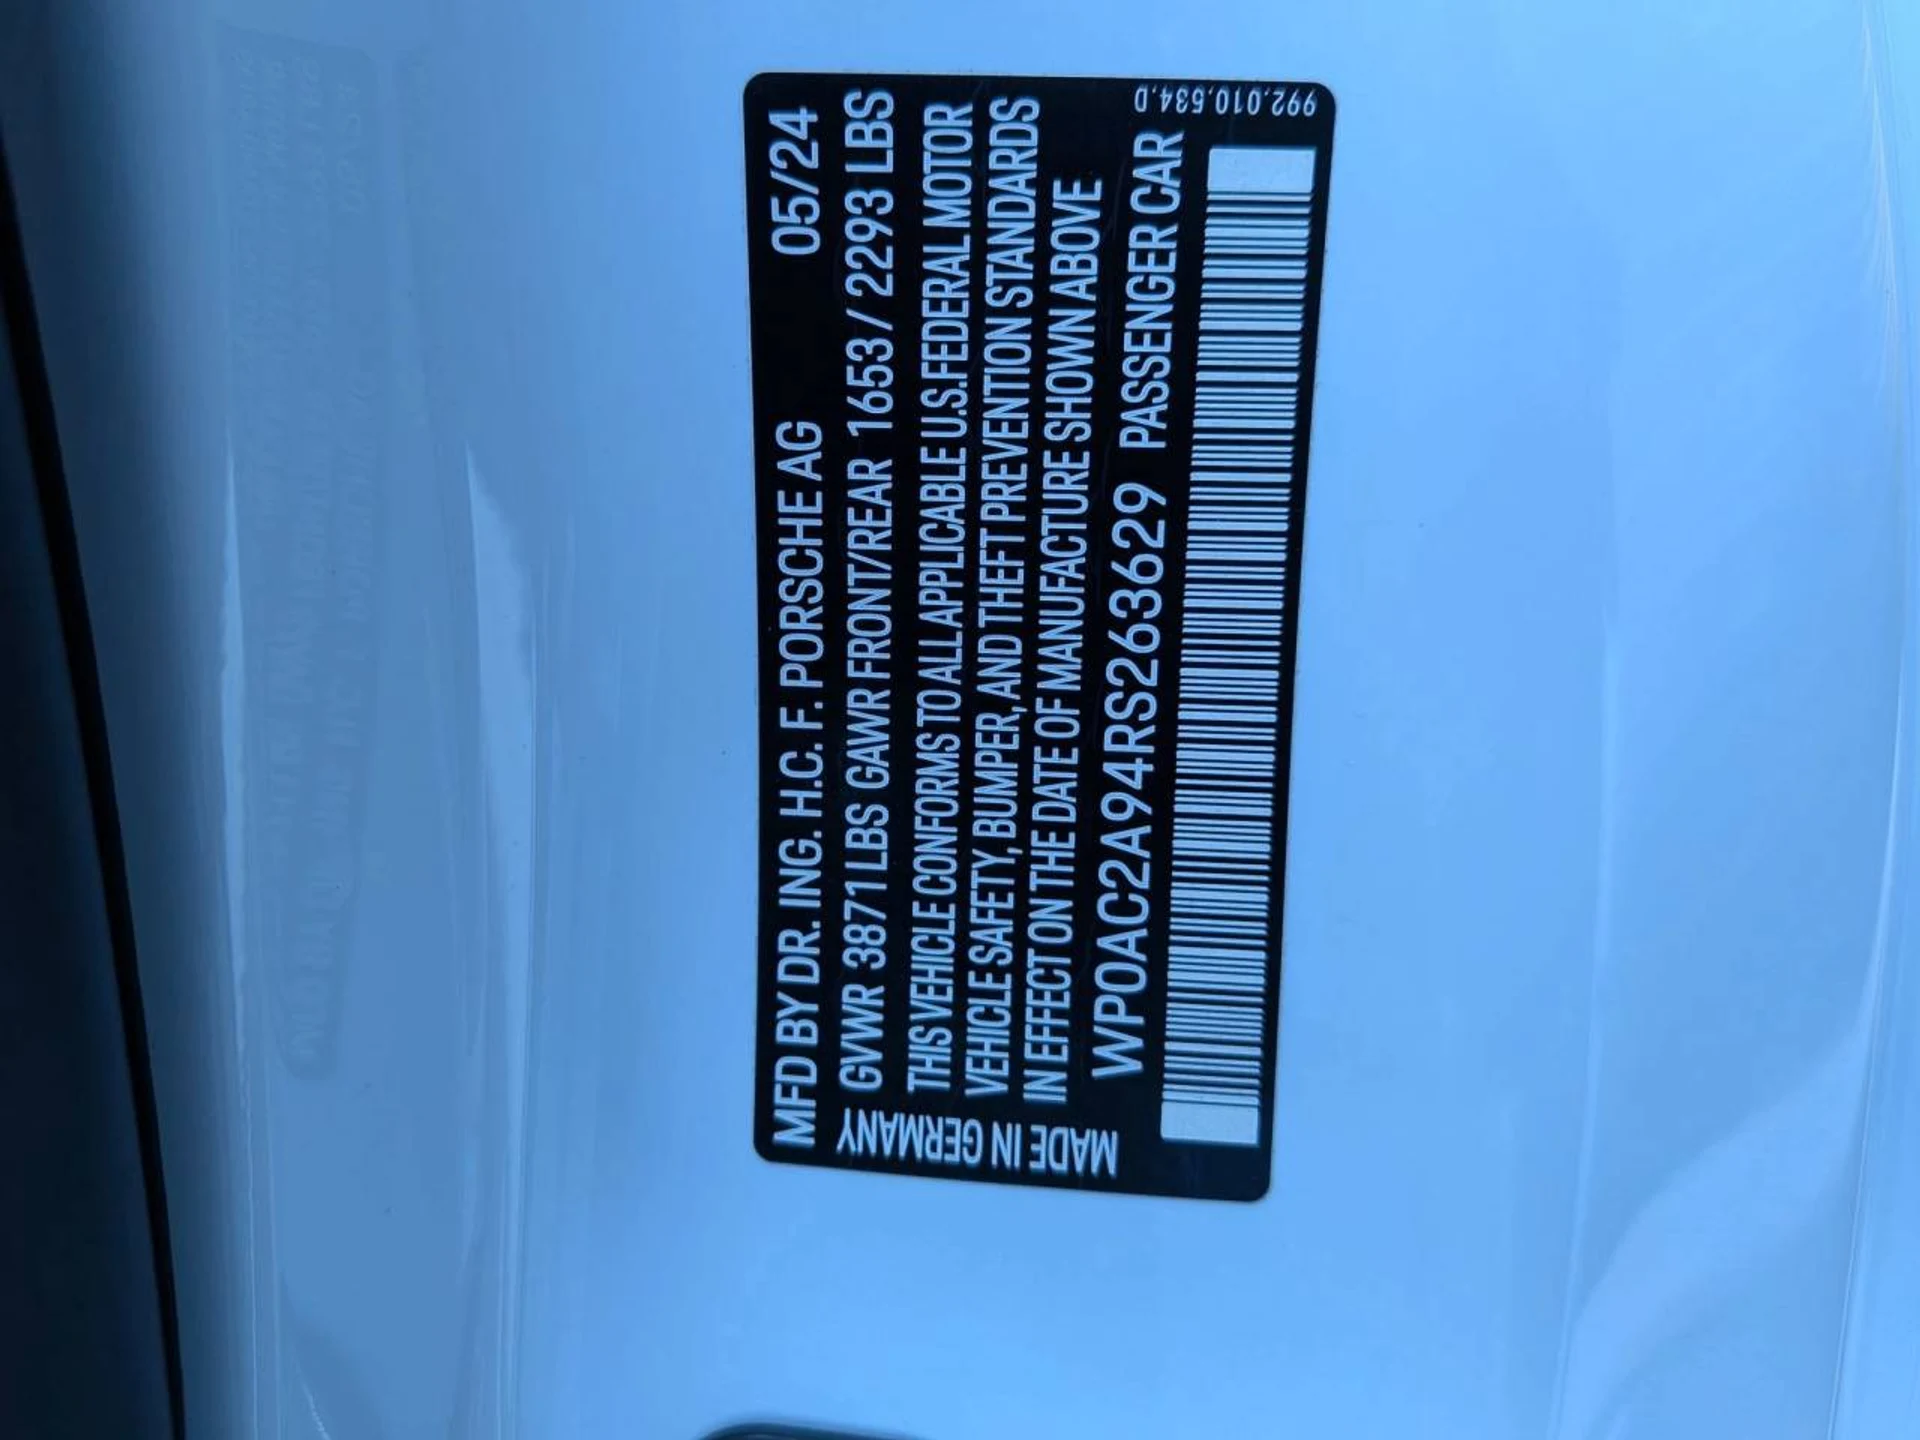 MFD BY DR. ING. H.C. F. PORSCHE AG 05/24
GVWR 3871LBS GAWR FRONT/REAR 1653 / 2293 LBS
THIS VEHICLE CONFORMS TO ALL APPLICABLE U.S.FEDERAL MOTOR
VEHICLE SAFETY, BUMPER, AND THEFT PREVENTION STANDARDS
IN EFFECT ON THE DATE OF MANUFACTURE SHOWN ABOVE
WP0AC2A94RS263629 PASSENGER CAR
MADE IN GERMANY
992.010.534.D